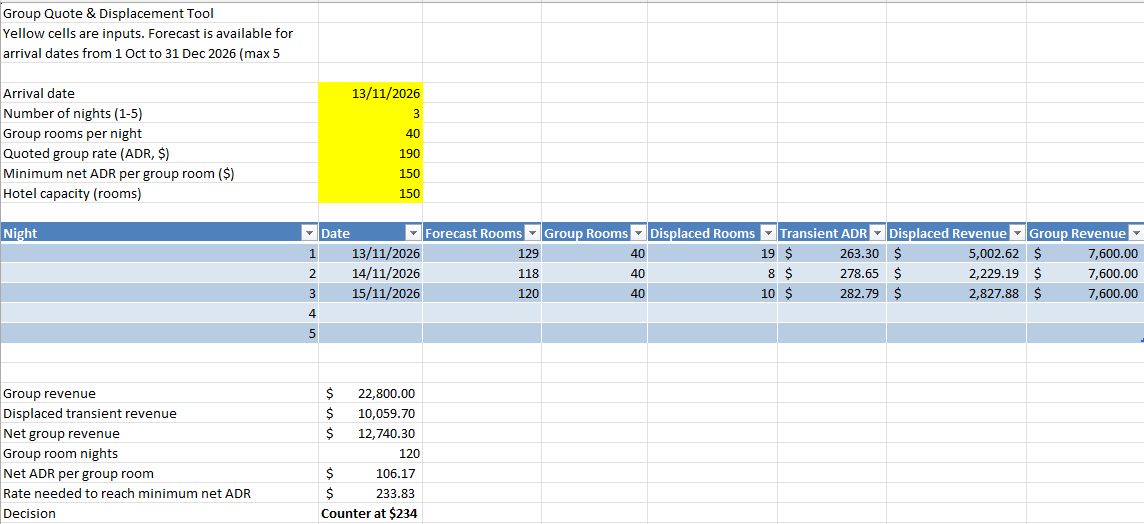 Group Quote & Displacement Tool
Yellow cells are inputs. Forecast is available for
arrival dates from 1 Oct to 31 Dec 2026 (max 5
Arrival date 13/11/2026
Number of nights (1-5) 3
Group rooms per night 40
Quoted group rate (ADR, $) 190
Minimum net ADR per group room ($) 150
Hotel capacity (rooms) 150
Night Date Forecast Rooms Group Rooms Displaced Rooms Transient ADR Displaced Revenue Group Revenue
1 13/11/2026 129 40 19 $ 263.30 $ 5,002.62 $ 7,600.00
2 14/11/2026 118 40 8 $ 278.65 $ 2,229.19 $ 7,600.00
3 15/11/2026 120 40 10 $ 282.79 $ 2,827.88 $ 7,600.00
4
5
Group revenue $ 22,800.00
Displaced transient revenue $ 10,059.70
Net group revenue $ 12,740.30
Group room nights 120
Net ADR per group room $ 106.17
Rate needed to reach minimum net ADR $ 233.83
Decision Counter at $234